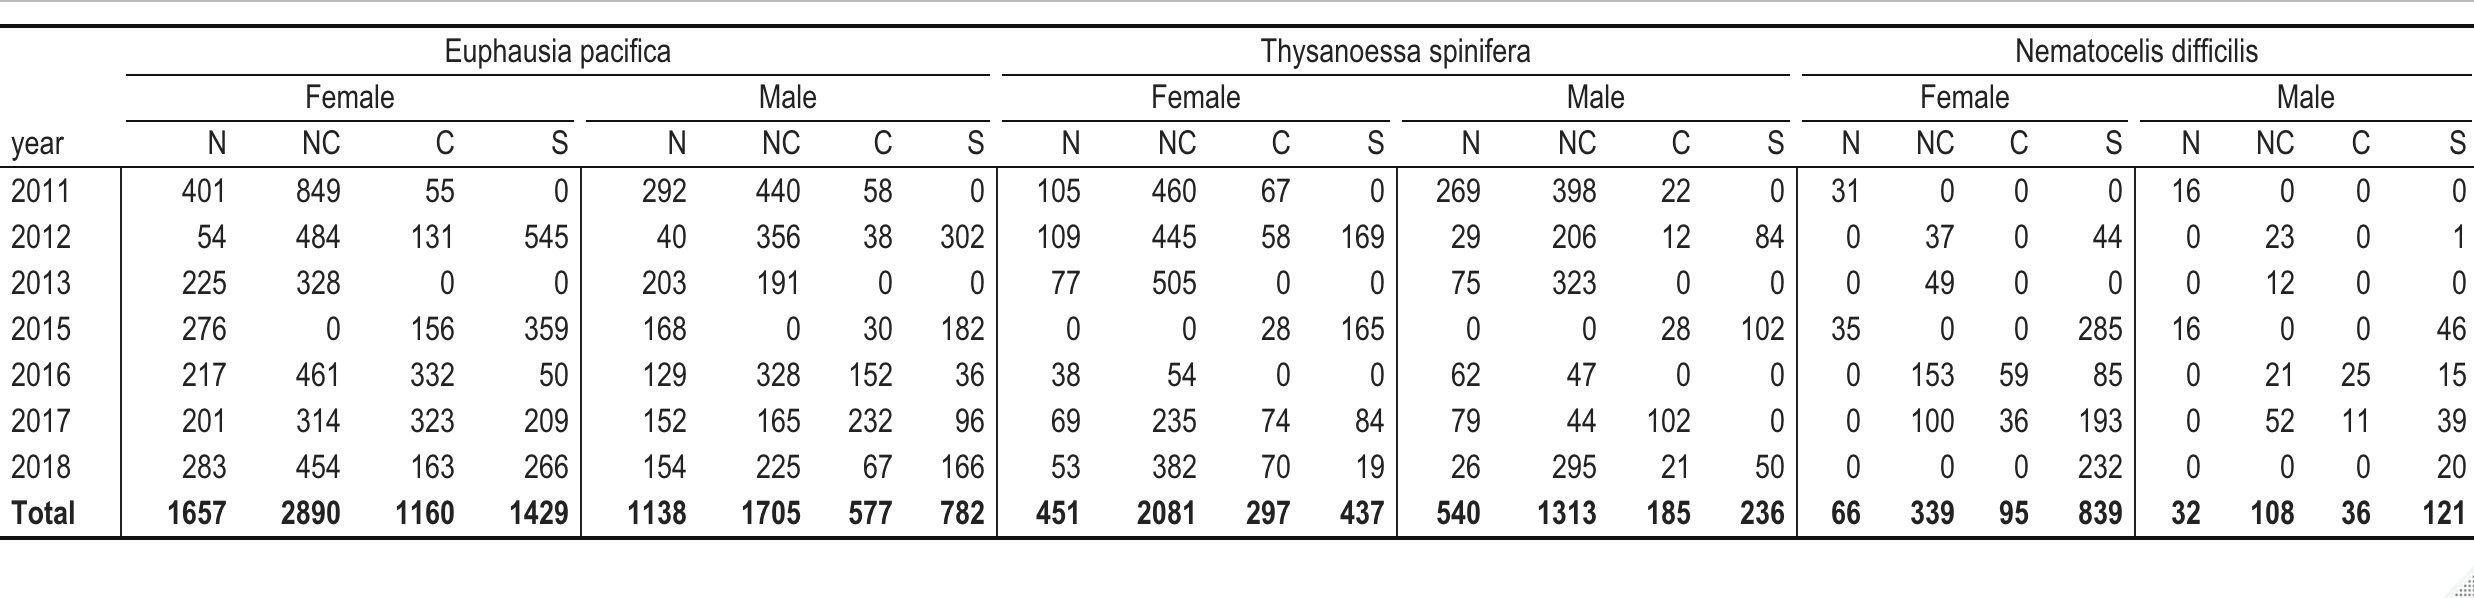 Euphausia pacifica Thysanoessa spinifera Nematocelis difficilis
Female Male Female Male Female Male
year N NC C S N NC C S N NC C S N NC C S N NC C S N NC C S
2011 401 849 55 0 292 440 58 0 105 460 67 0 269 398 22 0 31 0 0 0 16 0 0 0
2012 54 484 131 545 40 356 38 302 109 445 58 169 29 206 12 84 0 37 0 44 0 23 0 1
2013 225 328 0 0 203 191 0 0 77 505 0 0 75 323 0 0 0 49 0 0 0 12 0 0
2015 276 0 156 359 168 0 30 182 0 0 28 165 0 0 28 102 35 0 0 285 16 0 0 46
2016 217 461 332 50 129 328 152 36 38 54 0 0 62 47 0 0 0 153 59 85 0 21 25 15
2017 201 314 323 209 152 165 232 96 69 235 74 84 79 44 102 0 0 100 36 193 0 52 11 39
2018 283 454 163 266 154 225 67 166 53 382 70 19 26 295 21 50 0 0 0 232 0 0 0 20
Total 1657 2890 1160 1429 1138 1705 577 782 451 2081 297 437 540 1313 185 236 66 339 95 839 32 108 36 121